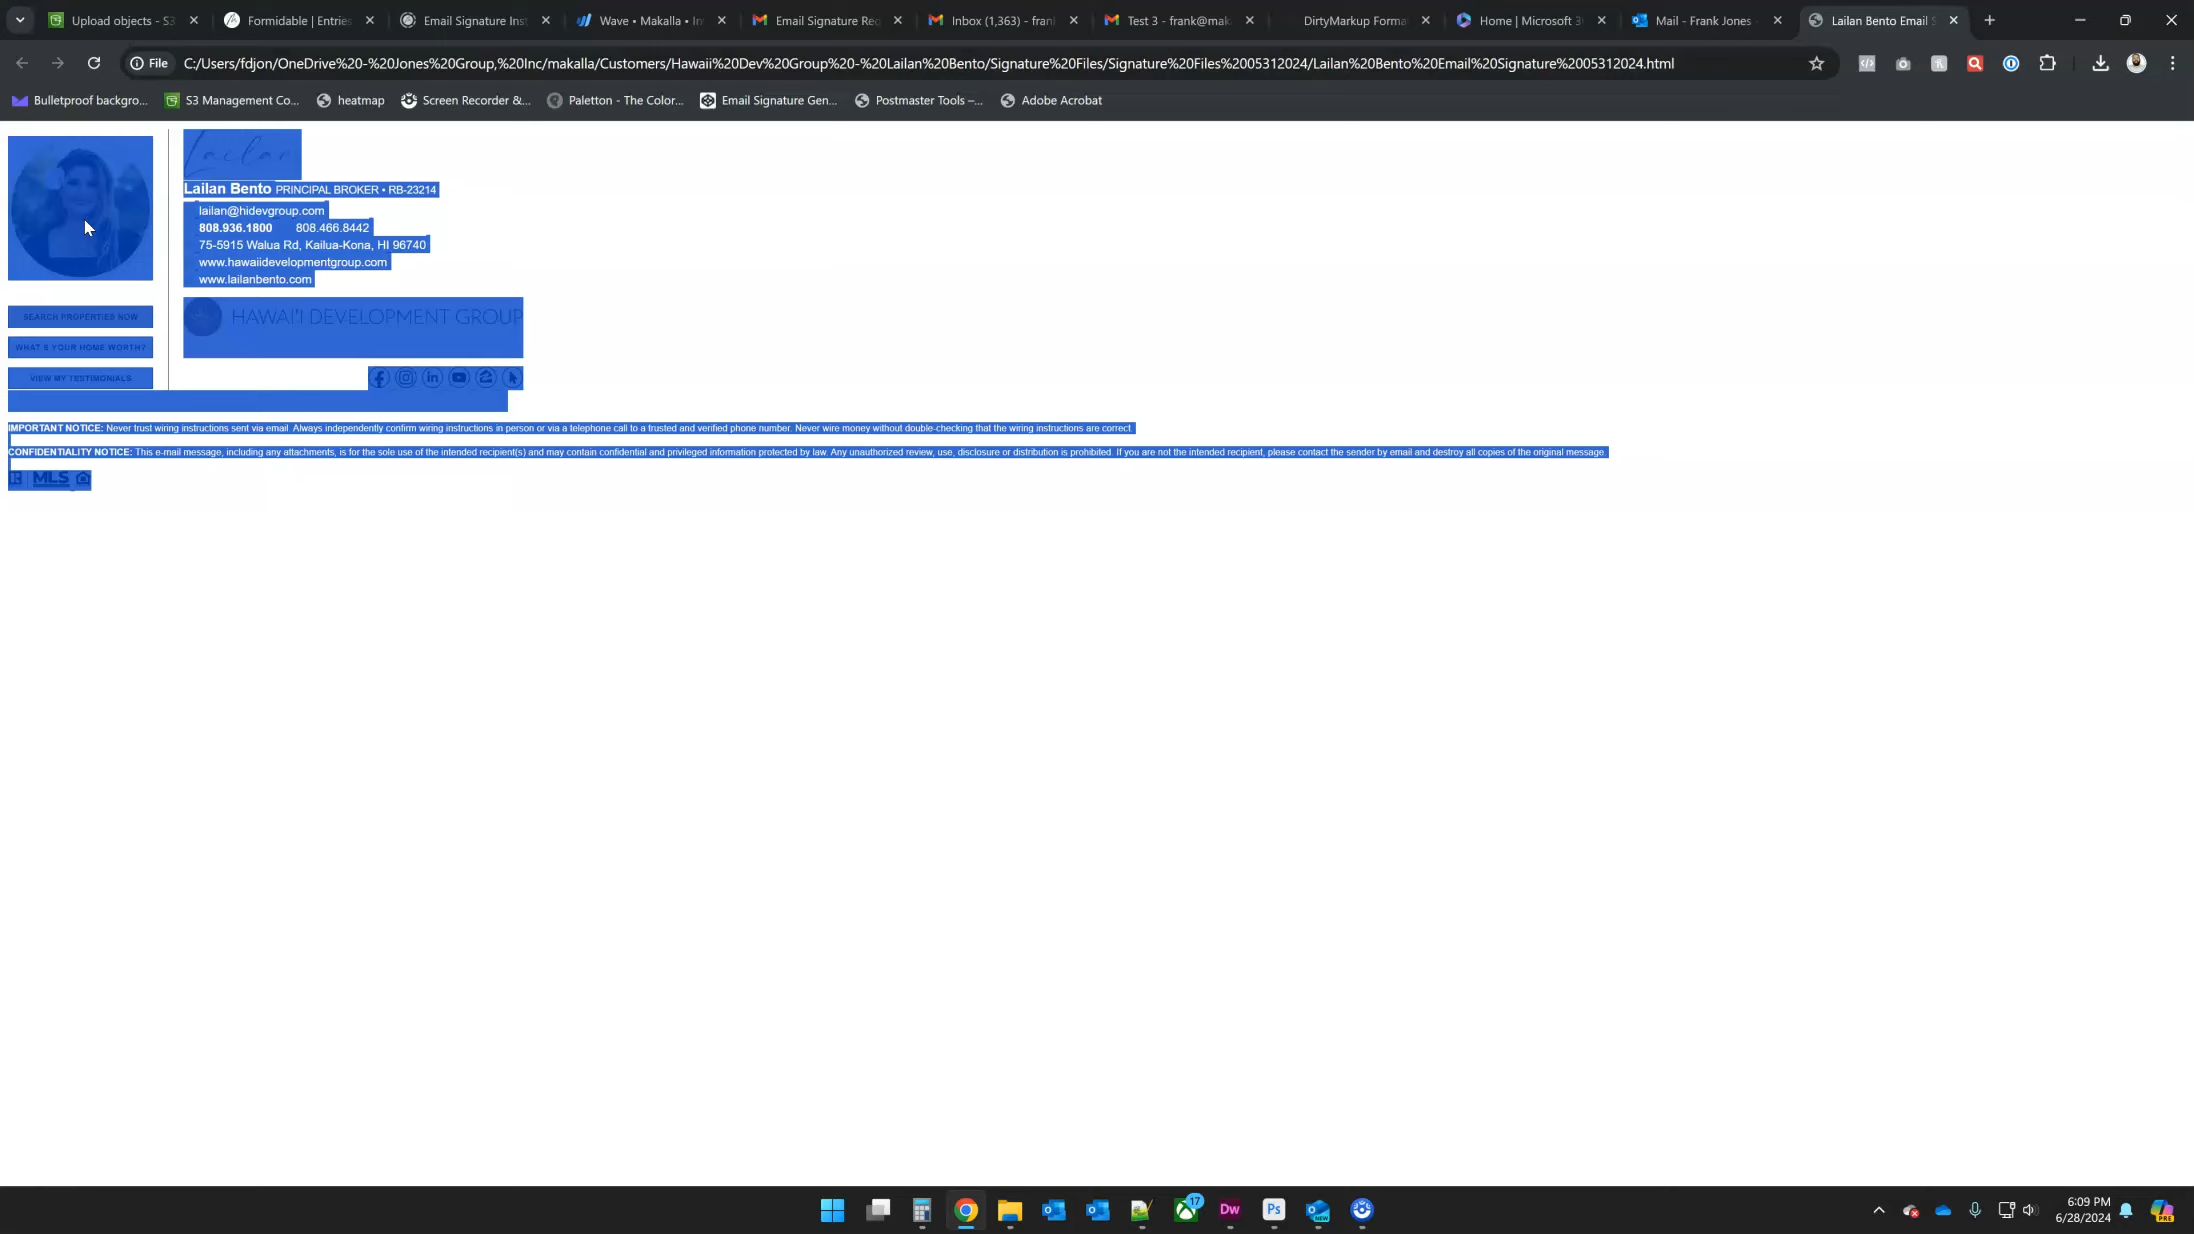 Upload objects - S3
Formidable | Entries
Email Signature Inst
Wave • Makalla • In
Email Signature Req
Inbox (1,363) - fran
Test 3 - frank@mak
DirtyMarkup Forma
Home | Microsoft 3
Mail - Frank Jones -
Lailan Bento Email S
File
C:/Users/fdjon/OneDrive%20-%20Jones%20Group,%20Inc/makalla/Customers/Hawaii%20Dev%20Group%20-%20Lailan%20Bento/Signature%20Files/Signature%20Files%2005312024/Lailan%20Bento%20Email%20Signature%2005312024.html
Bulletproof backgro...
S3 Management Co...
heatmap
Screen Recorder &...
Paletton - The Color...
Email Signature Gen...
Postmaster Tools –...
Adobe Acrobat
Lailan
Lailan Bento PRINCIPAL BROKER • RB-23214
lailan@hidevgroup.com
808.936.1800 808.466.8442
75-5915 Walua Rd, Kailua-Kona, HI 96740
www.hawaiidevelopmentgroup.com
www.lailanbento.com
HAWAI'I DEVELOPMENT GROUP
SEARCH PROPERTIES NOW
WHAT'S YOUR HOME WORTH?
VIEW MY TESTIMONIALS
in
IMPORTANT NOTICE: Never trust wiring instructions sent via email. Always independently confirm wiring instructions in person or via a telephone call to a trusted and verified phone number. Never wire money without double-checking that the wiring instructions are correct.
CONFIDENTIALITY NOTICE: This e-mail message, including any attachments, is for the sole use of the intended recipient(s) and may contain confidential and privileged information protected by law. Any unauthorized review, use, disclosure or distribution is prohibited. If you are not the intended recipient, please contact the sender by email and destroy all copies of the original message.
R MLS
17
Dw
Ps
NEW
6:09 PM
6/28/2024
PRE